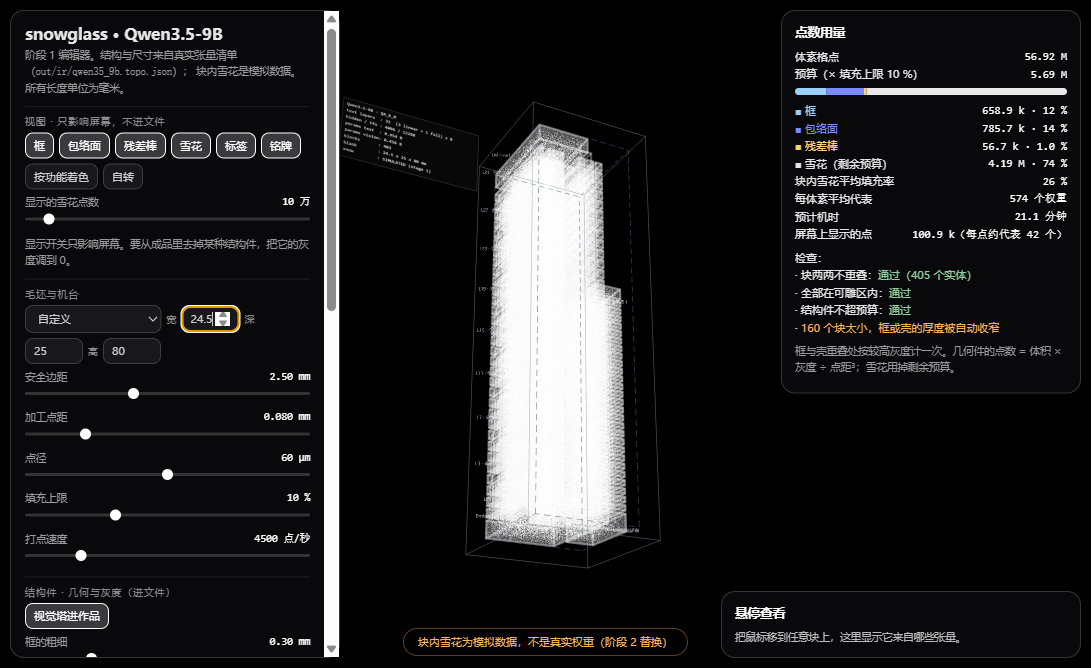 snowglass • Qwen3.5-9B
阶段 1 编辑器。结构与尺寸来自真实张量清单
（out/ir/qwen35_9b.topo.json）；块内雪花是模拟数据。
所有长度单位为毫米。
视图 · 只影响屏幕，不进文件
框 包络面 残差棒 雪花 标签 铭牌
按功能着色 自转
显示的雪花点数 10 万
显示开关只影响屏幕。要从成品里去掉某种结构件，把它的灰
度调到 0。
毛坯与机台
自定义 宽 24.5 深
25 高 80
安全边距 2.50 mm
加工点距 0.080 mm
点径 60 μm
填充上限 10 %
打点速度 4500 点/秒
结构件 · 几何与灰度（进文件）
视觉塔进作品
框的粗细 0.30 mm
块内雪花为模拟数据，不是真实权重（阶段 2 替换）
点数用量
体素格点 56.92 M
预算（× 填充上限 10 %） 5.69 M
框 658.9 k · 12 %
包络面 785.7 k · 14 %
残差棒 56.7 k · 1.0 %
雪花（剩余预算） 4.19 M · 74 %
块内雪花平均填充率 26 %
每体素平均代表 574 个权重
预计机时 21.1 分钟
屏幕上显示的点 100.9 k（每点约代表 42 个）
检查：
· 块两两不重叠：通过（405 个实体）
· 全部在可雕区内：通过
· 结构件不超预算：通过
· 160 个块太小，框或壳的厚度被自动收窄
框与壳重叠处按较高灰度计一次。几何件的点数 = 体积 ×
灰度 ÷ 点距³；雪花用掉剩余预算。
悬停查看
把鼠标移到任意块上，这里显示它来自哪些张量。